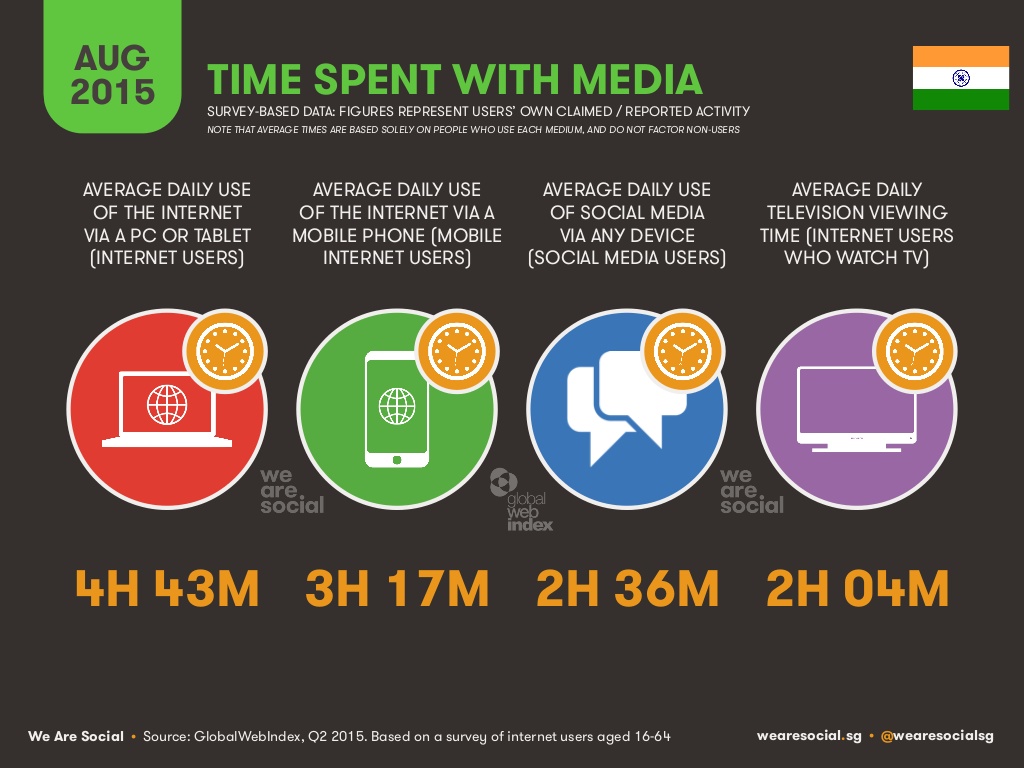 AUG
2015
TIME SPENT WITH MEDIA
SURVEY-BASED DATA: FIGURES REPRESENT USERS' OWN CLAIMED / REPORTED ACTIVITY
NOTE THAT AVERAGE TIMES ARE BASED SOLELY ON PEOPLE WHO USE EACH MEDIUM, AND DO NOT FACTOR NON-USERS
AVERAGE DAILY USE
OF THE INTERNET
VIA A PC OR TABLET
(INTERNET USERS)
AVERAGE DAILY USE
OF THE INTERNET VIA A
MOBILE PHONE (MOBILE
INTERNET USERS)
AVERAGE DAILY USE
OF SOCIAL MEDIA
VIA ANY DEVICE
(SOCIAL MEDIA USERS)
AVERAGE DAILY
TELEVISION VIEWING
TIME (INTERNET USERS
WHO WATCH TV)
we
are
social
global
web
index
we
are
social
4H 43M
3H 17M
2H 36M
2H 04M
We Are Social • Source: GlobalWebIndex, Q2 2015. Based on a survey of internet users aged 16-64
wearesocial.sg • @wearesocialsg